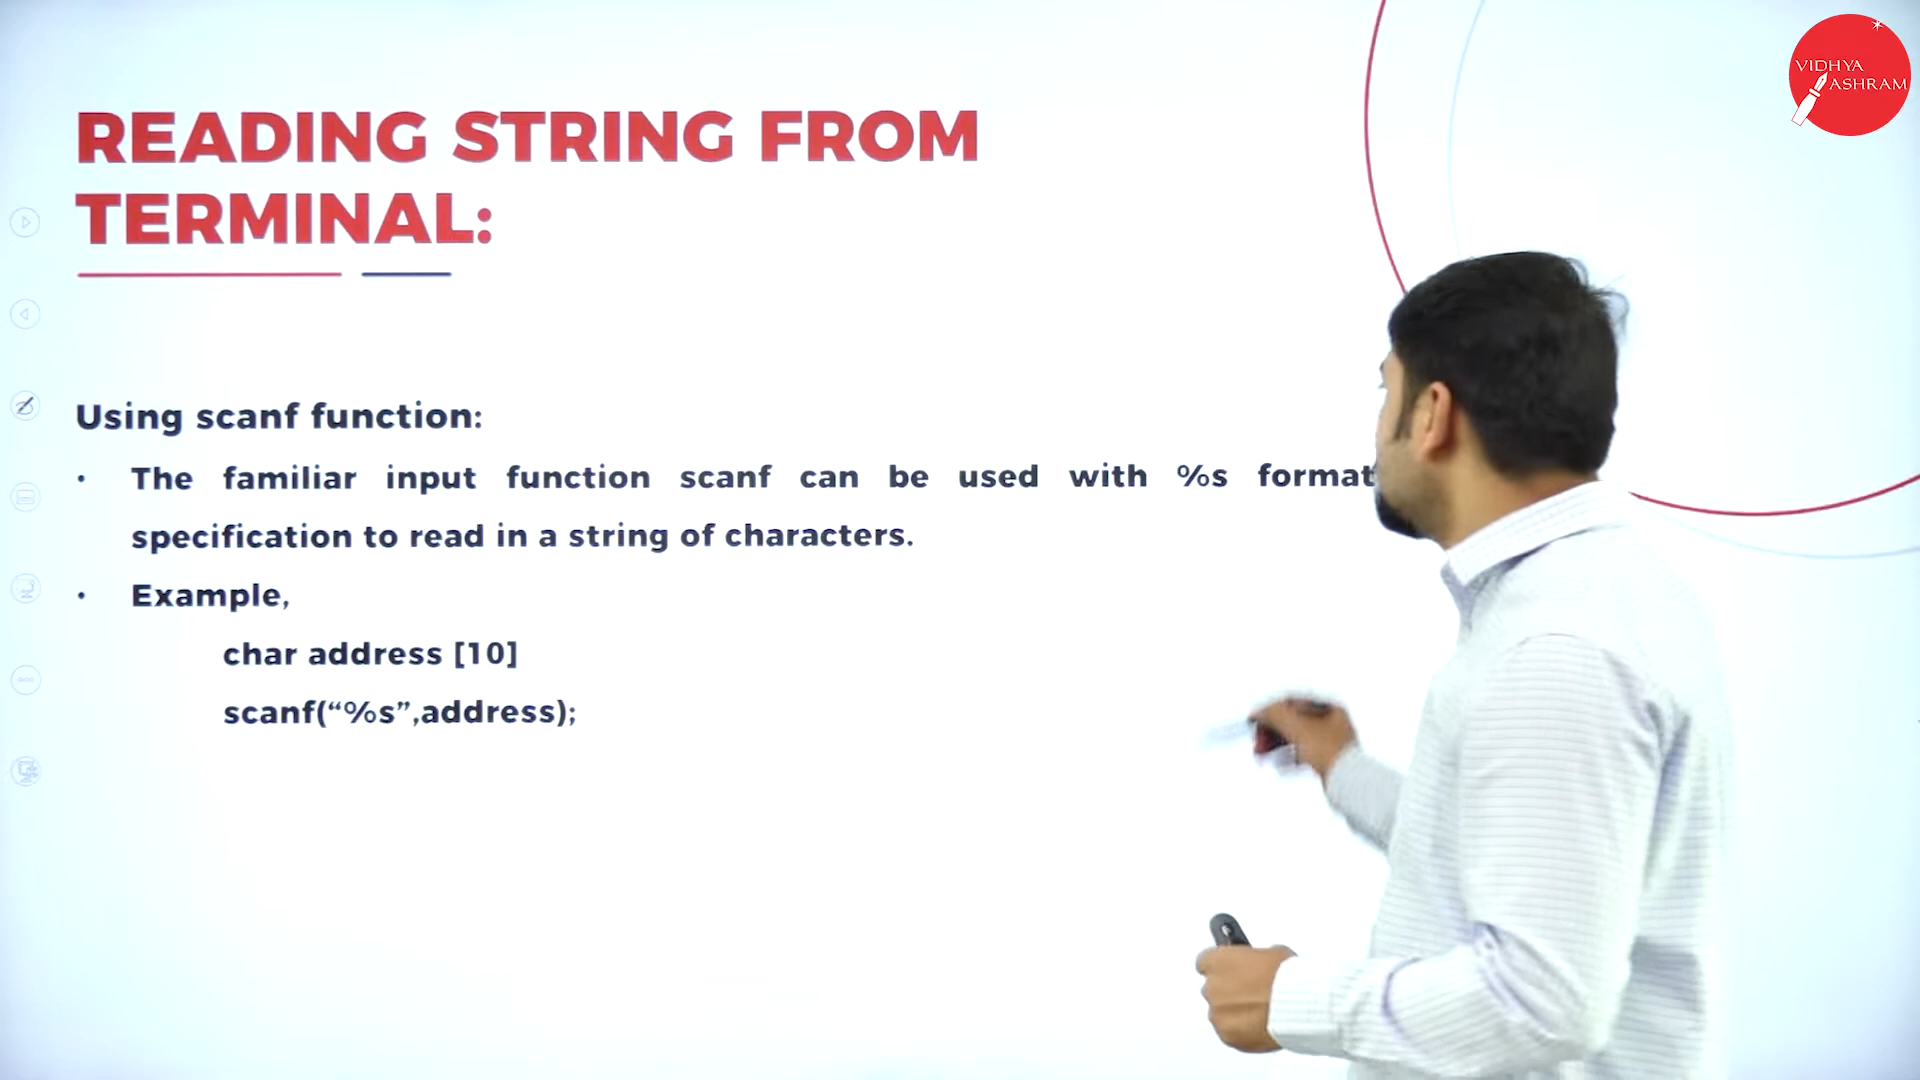 VIDHYA
ASHRAM
READING STRING FROM
TERMINAL:
Using scanf function:
• The familiar input function scanf can be used with %s format
specification to read in a string of characters.
• Example,
char address [10]
scanf(“%s”,address);